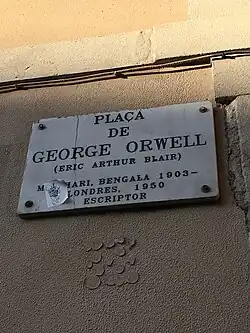 PLAÇA
DE
GEORGE ORWELL
(ERIC ARTHUR BLAIR)
BENGALA 1903-
LONDRES, 1950
ESCRIPTOR